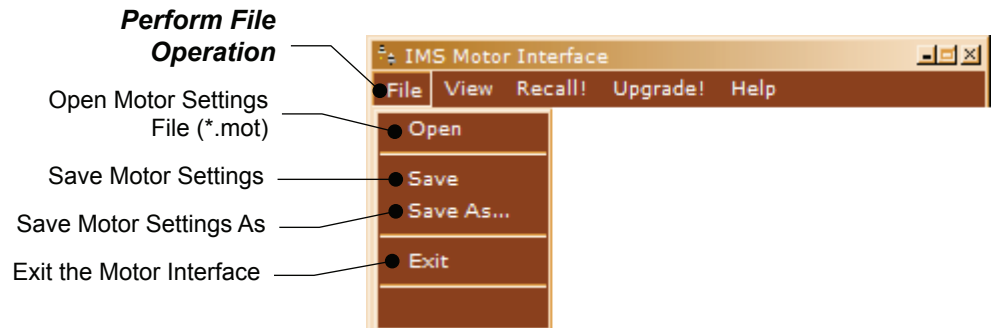 Perform File
Operation
IMS Motor Interface
File View Recall! Upgrade! Help
Open Motor Settings
File (*.mot)
Open
Save Motor Settings
Save
Save Motor Settings As
Save As...
Exit the Motor Interface
Exit